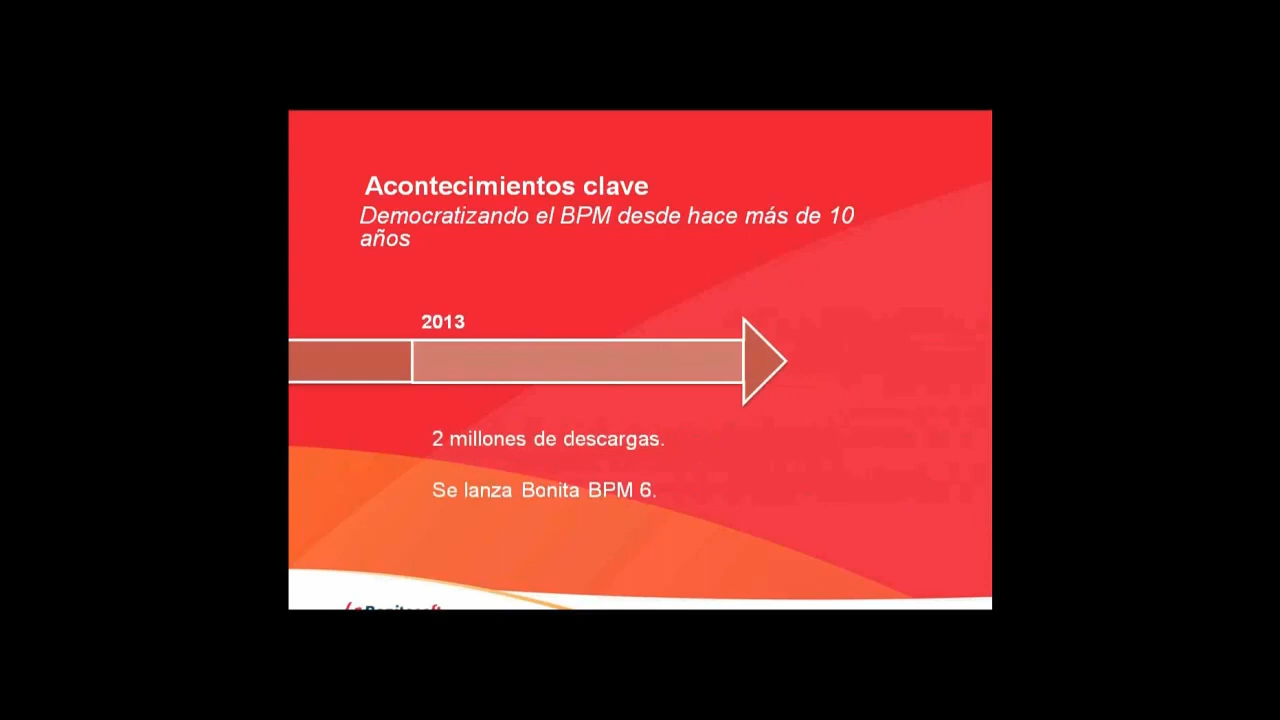 Acontecimientos clave
Democratizando el BPM desde hace más de 10
años
2013
2 millones de descargas.
Se lanza Bonita BPM 6.